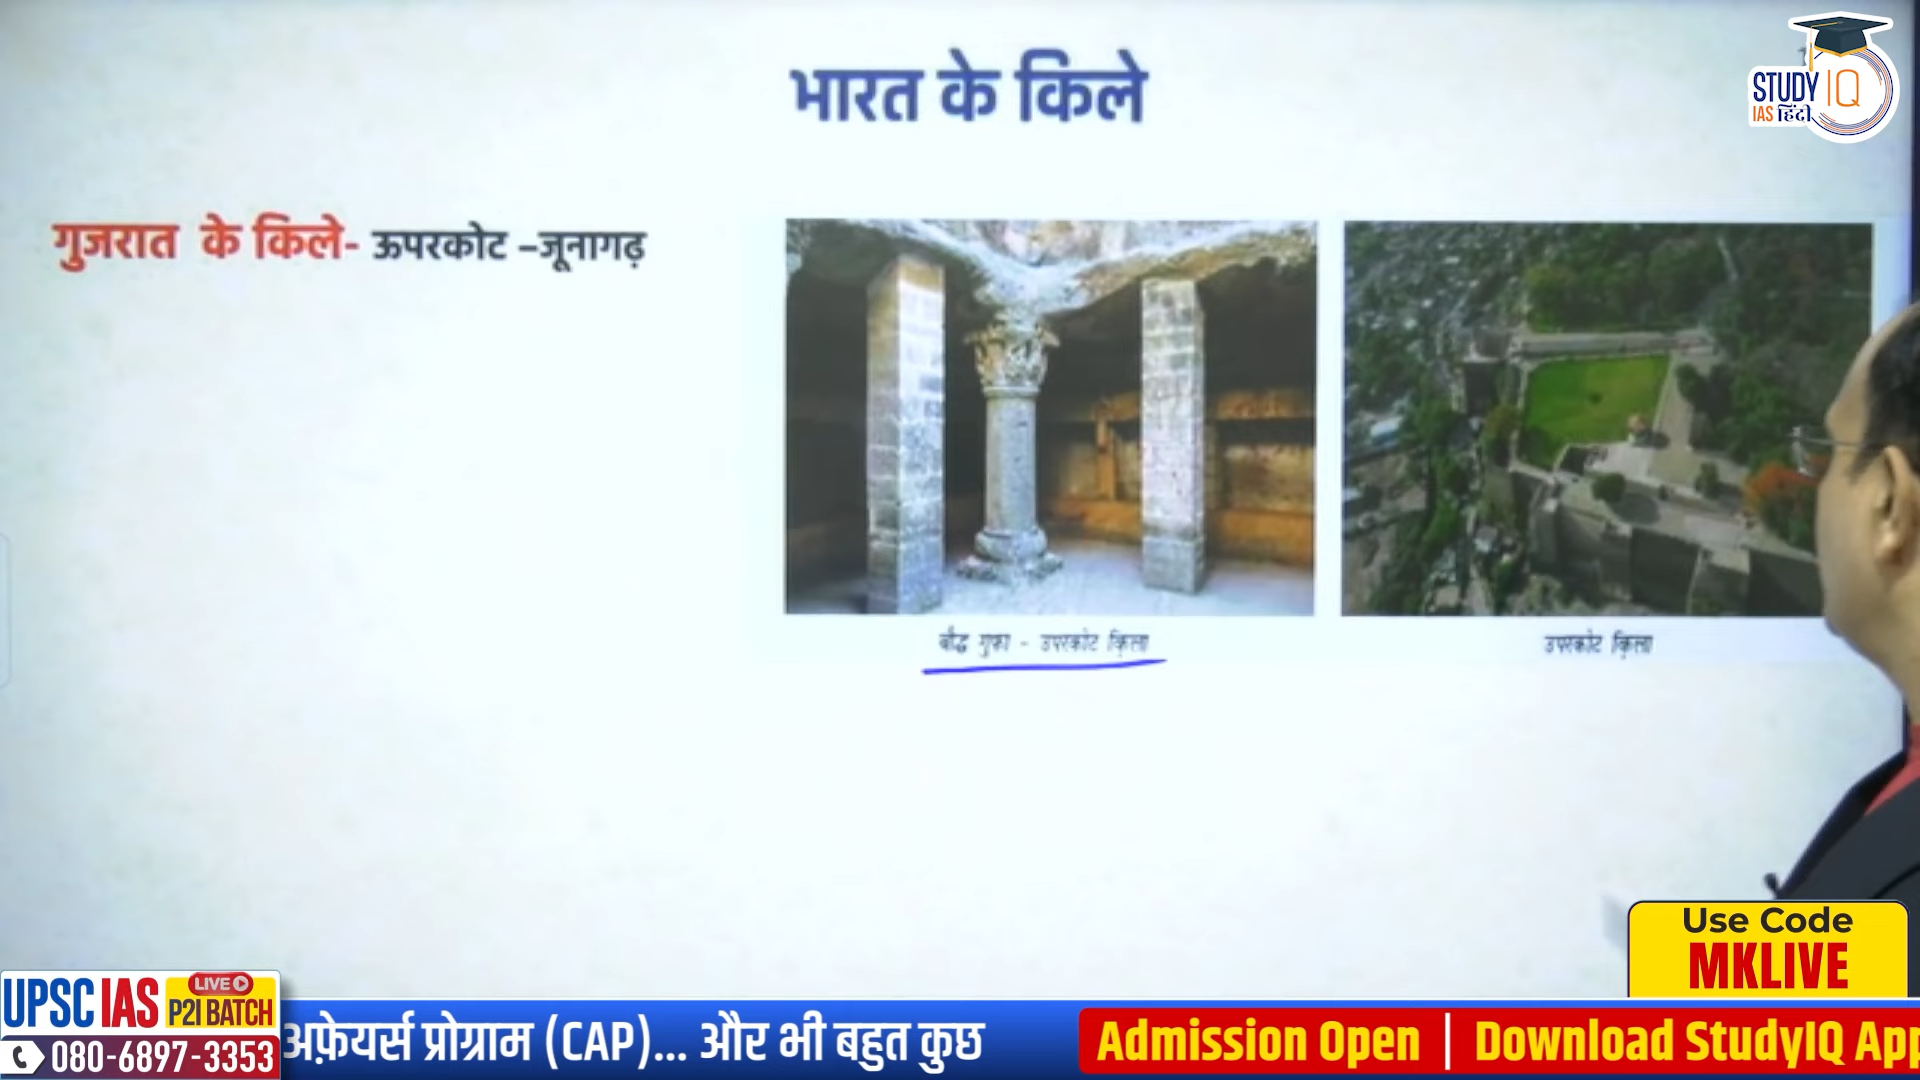 भारत के किले
STUDY IQ
IAS हिंदी
गुजरात के किले- ऊपरकोट –जूनागढ़
बौद्ध गुफा - उपरकोट किला
उपरकोट किला
Use Code
MKLIVE
UPSC IAS
LIVE
P2I BATCH
080-6897-3353
अफ़ेयर्स प्रोग्राम (CAP)... और भी बहुत कुछ
Admission Open | Download StudyIQ App